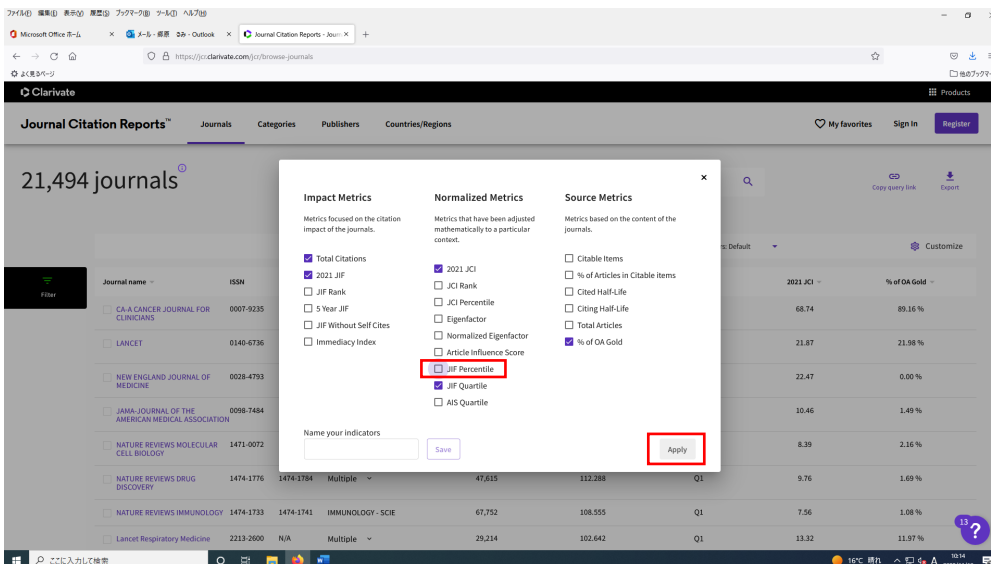 ファイル(F) 編集(E) 表示(V) 履歴(S) ブックマーク(B) ツール(T) ヘルプ(H)
Microsoft Office ホーム × メール - 郷原 きみ - Outlook × Journal Citation Reports - Journ × +
https://jcr.clarivate.com/jcr/browse-journals
よく見るページ
他のブックマー
Clarivate
Products
Journal Citation Reports™ Journals Categories Publishers Countries/Regions My favorites Sign In Register
21,494 journals
Copy query link Export
rs: Default Customize
Filter
Journal name ISSN 2021 JCI % of OA Gold
CA-A CANCER JOURNAL FOR CLINICIANS 0007-9235 68.74 89.16 %
LANCET 0140-6736 21.87 21.98 %
NEW ENGLAND JOURNAL OF MEDICINE 0028-4793 22.47 0.00 %
JAMA-JOURNAL OF THE AMERICAN MEDICAL ASSOCIATION 0098-7484 10.46 1.49 %
NATURE REVIEWS MOLECULAR CELL BIOLOGY 1471-0072 8.39 2.16 %
NATURE REVIEWS DRUG DISCOVERY 1474-1776 1474-1784 Multiple 47,615 112.288 Q1 9.76 1.69 %
NATURE REVIEWS IMMUNOLOGY 1474-1733 1474-1741 IMMUNOLOGY - SCIE 67,752 108.555 Q1 7.56 1.08 %
Lancet Respiratory Medicine 2213-2600 N/A Multiple 29,214 102.642 Q1 13.32 11.97 %
×
Impact Metrics
Metrics focused on the citation
impact of the journals.
Total Citations
2021 JIF
JIF Rank
5 Year JIF
JIF Without Self Cites
Immediacy Index
Normalized Metrics
Metrics that have been adjusted
mathematically to a particular
context.
2021 JCI
JCI Rank
JCI Percentile
Eigenfactor
Normalized Eigenfactor
Article Influence Score
JIF Percentile
JIF Quartile
AIS Quartile
Source Metrics
Metrics based on the content of the
journals.
Citable Items
% of Articles in Citable items
Cited Half-Life
Citing Half-Life
Total Articles
% of OA Gold
Name your indicators
Save
Apply
13
?
ここに入力して検索
16°C 晴れ
A
10:14